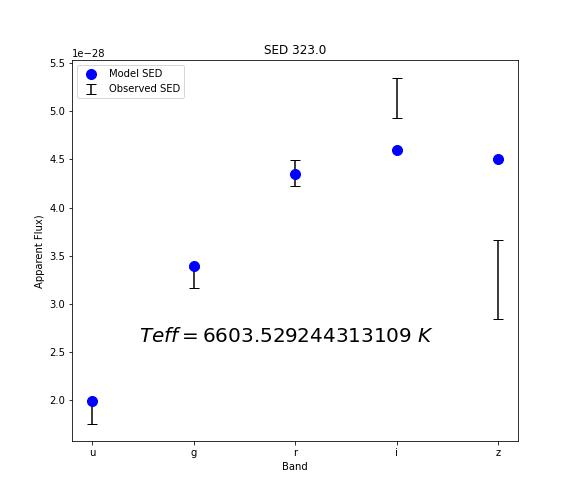 SED 323.0
1e−28
5.5
5.0
4.5
4.0
3.5
3.0
2.5
2.0
Apparent Flux)
Model SED
Observed SED
Teff = 6603.529244313109 K
u g r i z
Band